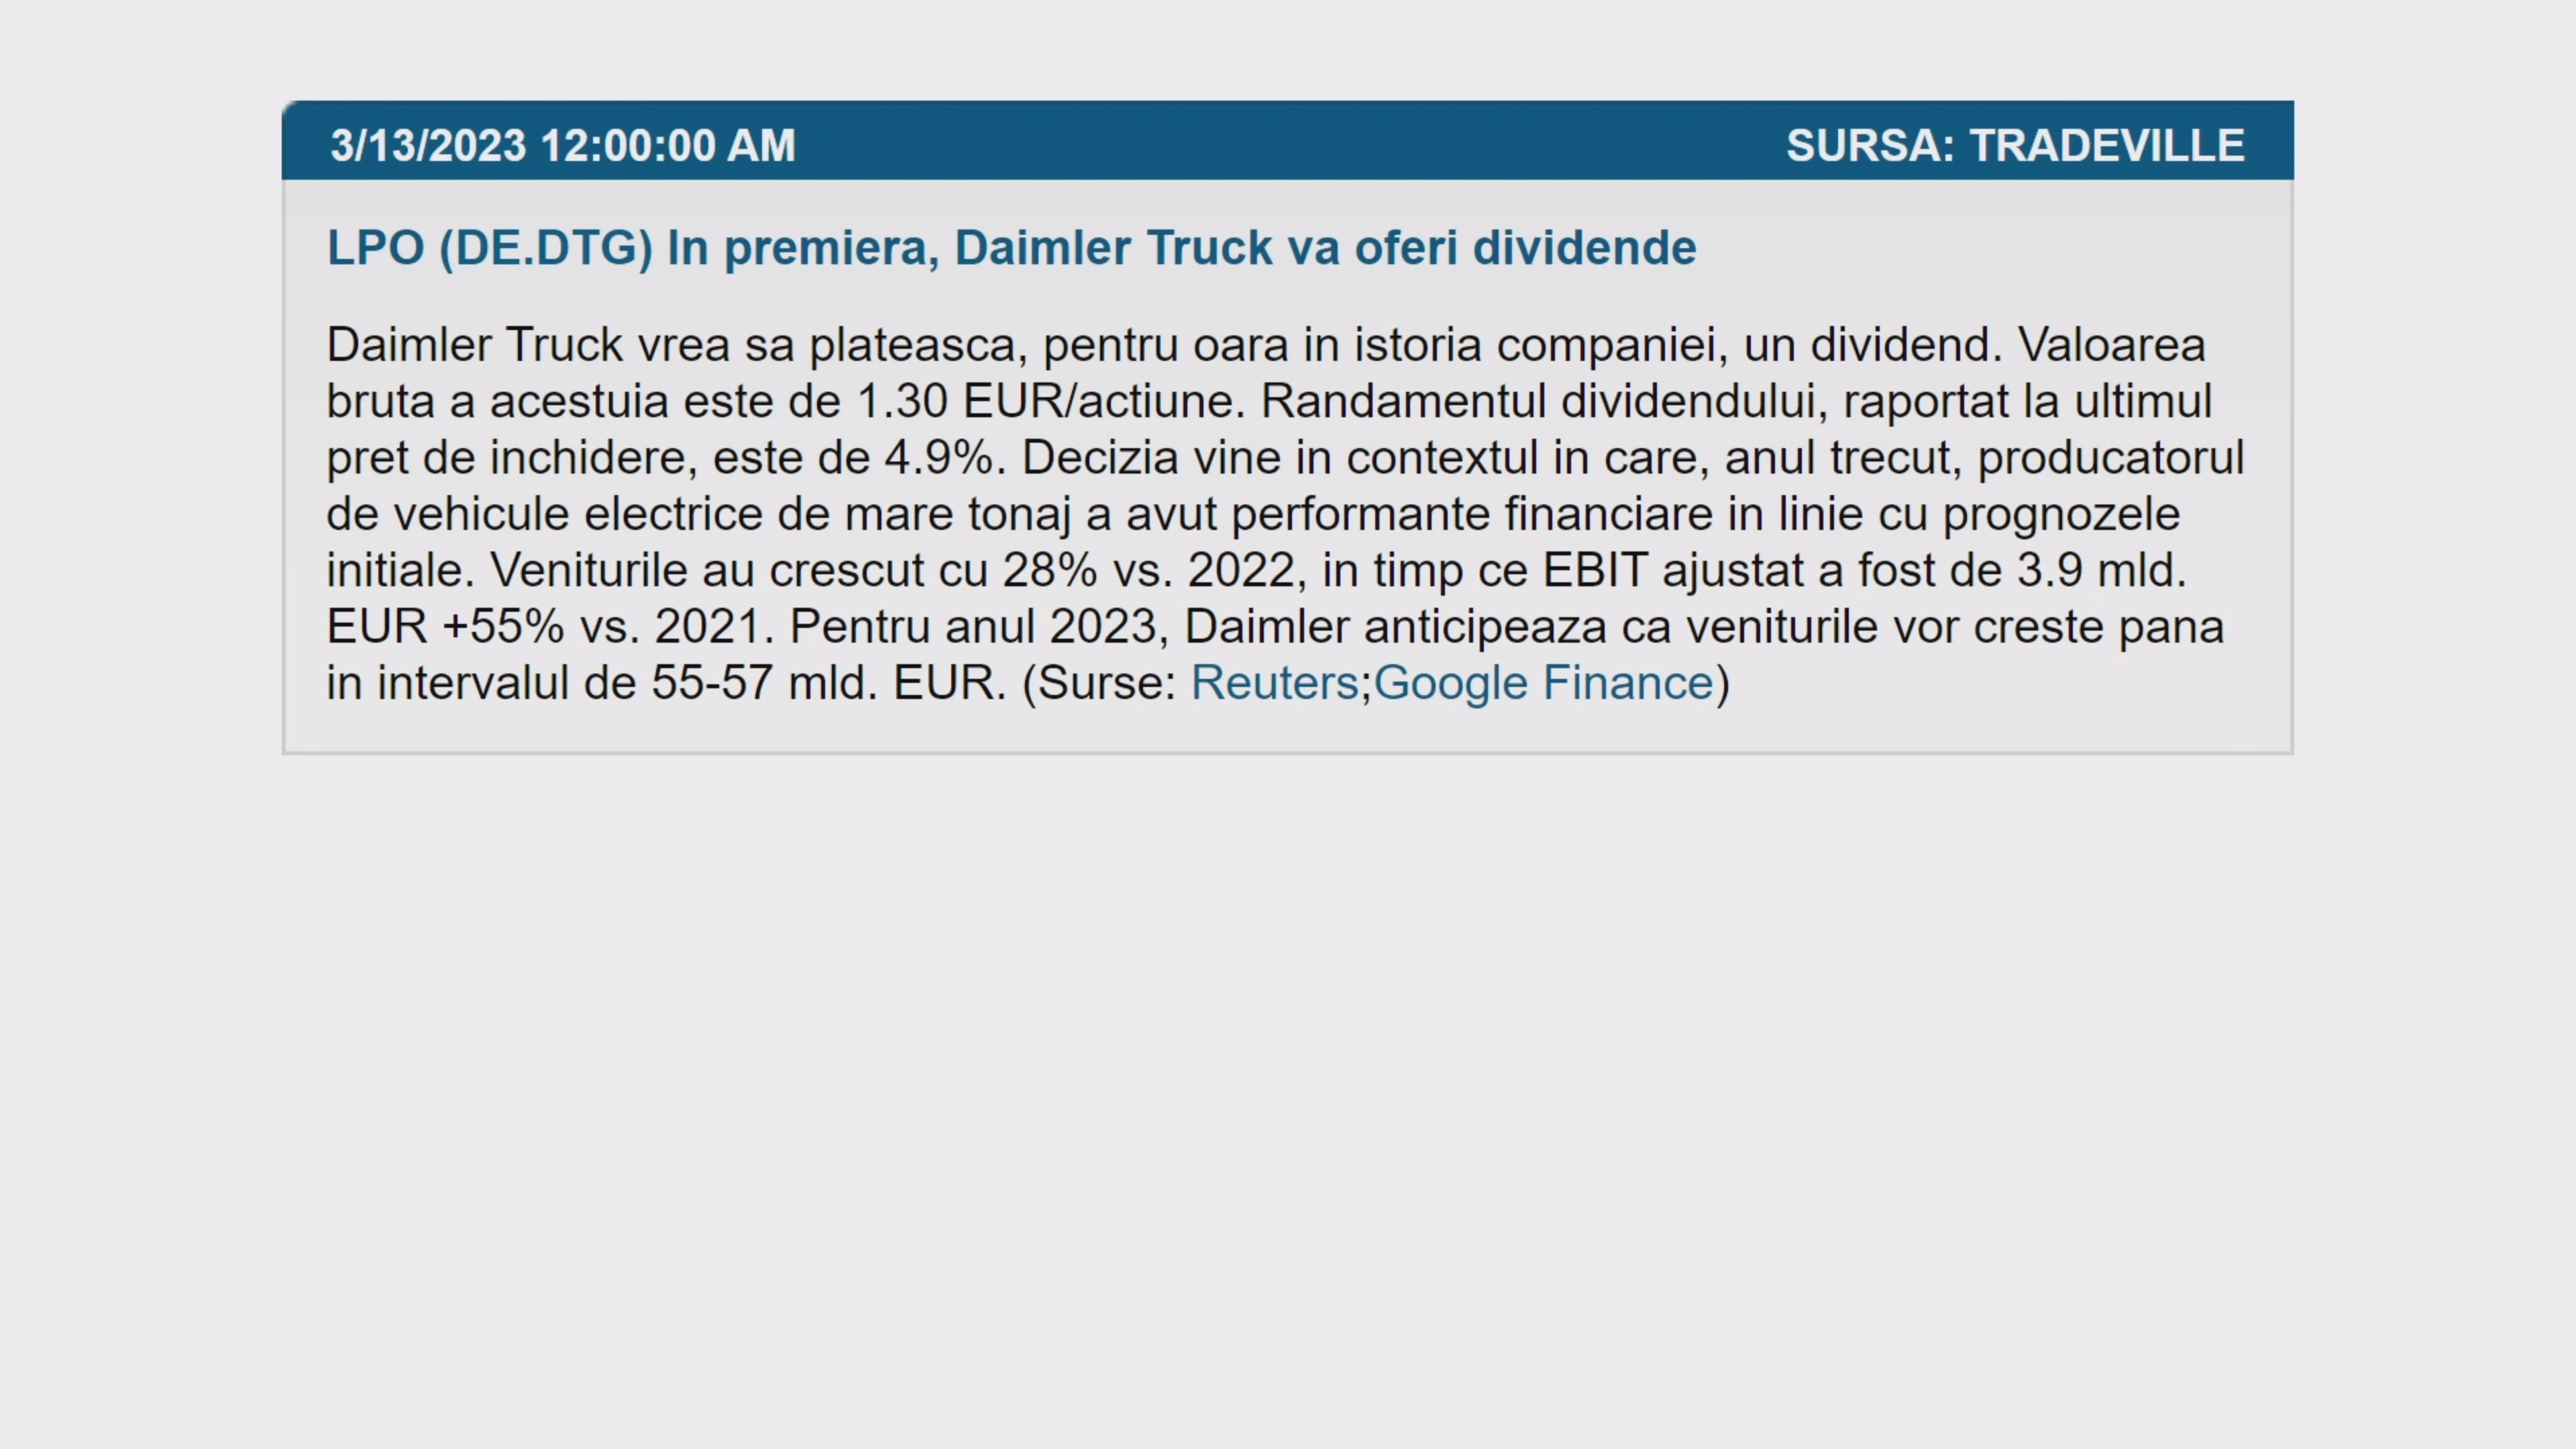 3/13/2023 12:00:00 AM
SURSA: TRADEVILLE
LPO (DE.DTG) In premiera, Daimler Truck va oferi dividende
Daimler Truck vrea sa plateasca, pentru oara in istoria companiei, un dividend. Valoarea
bruta a acestuia este de 1.30 EUR/actiune. Randamentul dividendului, raportat la ultimul
pret de inchidere, este de 4.9%. Decizia vine in contextul in care, anul trecut, producatorul
de vehicule electrice de mare tonaj a avut performante financiare in linie cu prognozele
initiale. Veniturile au crescut cu 28% vs. 2022, in timp ce EBIT ajustat a fost de 3.9 mld.
EUR +55% vs. 2021. Pentru anul 2023, Daimler anticipeaza ca veniturile vor creste pana
in intervalul de 55-57 mld. EUR. (Surse: Reuters;Google Finance)